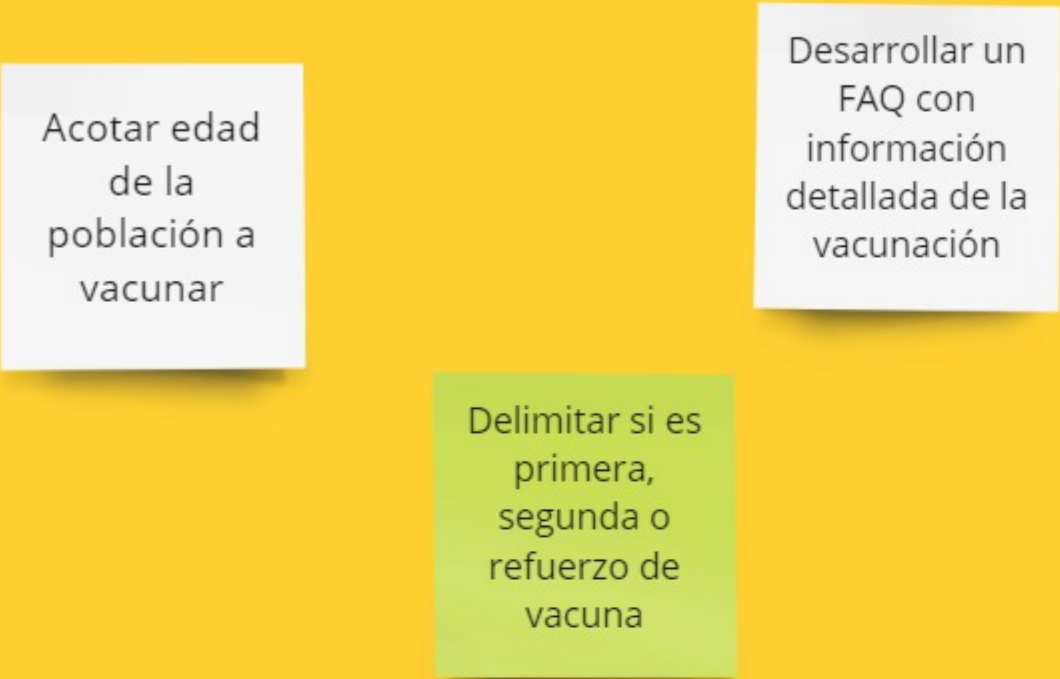 Acotar edad
de la
población a
vacunar
Desarrollar un
FAQ con
información
detallada de la
vacunación
Delimitar si es
primera,
segunda o
refuerzo de
vacuna